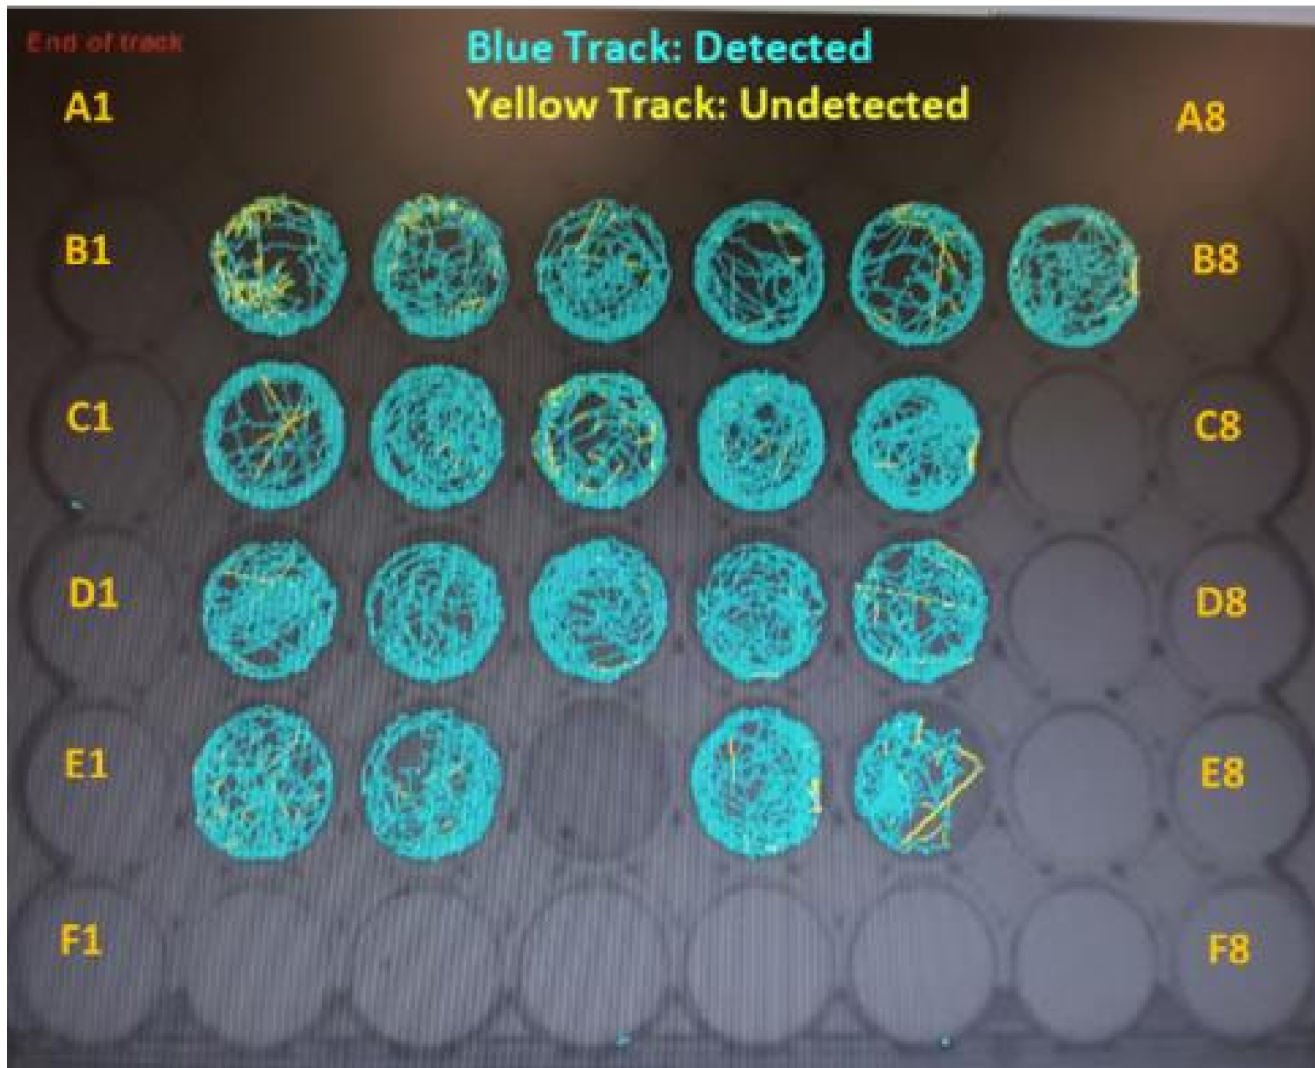 End of track
Blue Track: Detected
Yellow Track: Undetected
A1
A8
B1
B8
C1
C8
D1
D8
E1
E8
F1
F8